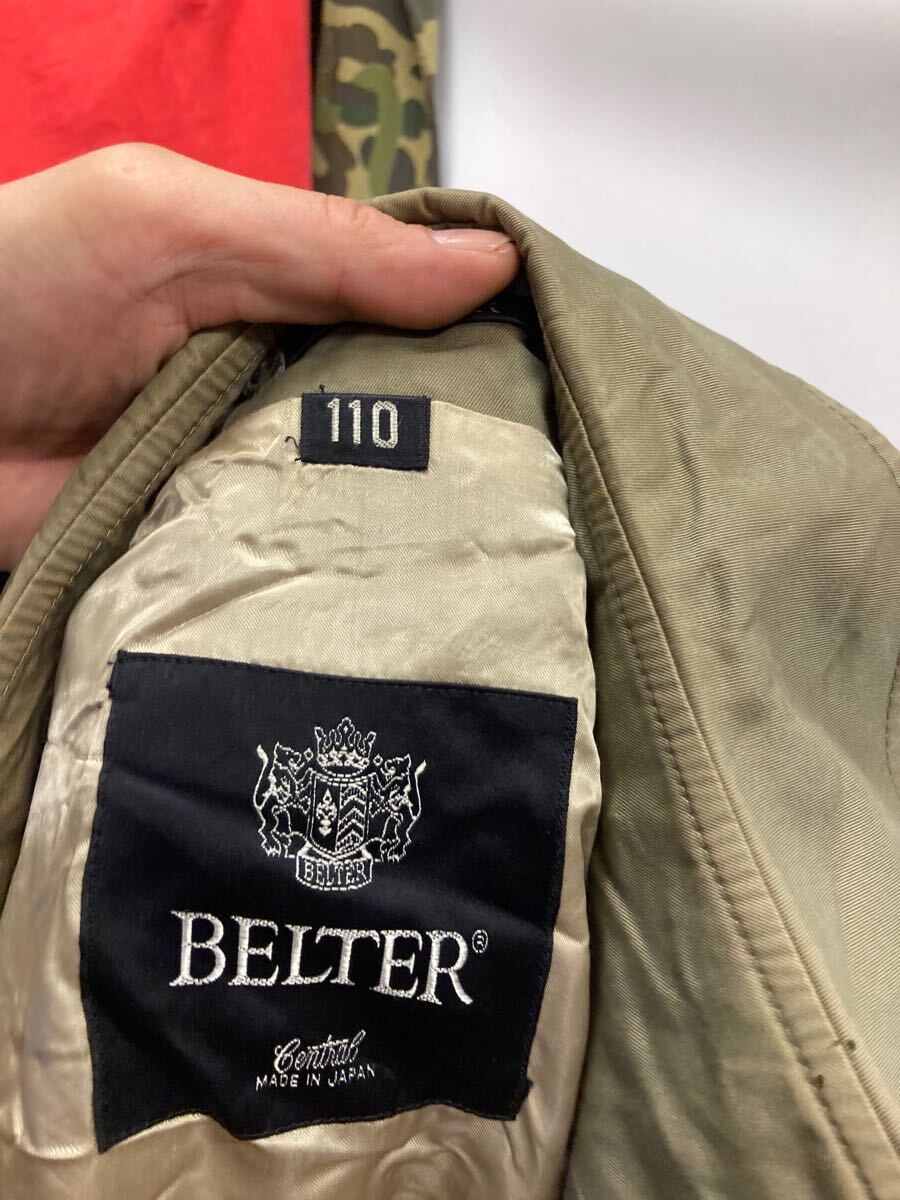 110
BELTER
BELTER®
Central
MADE IN JAPAN